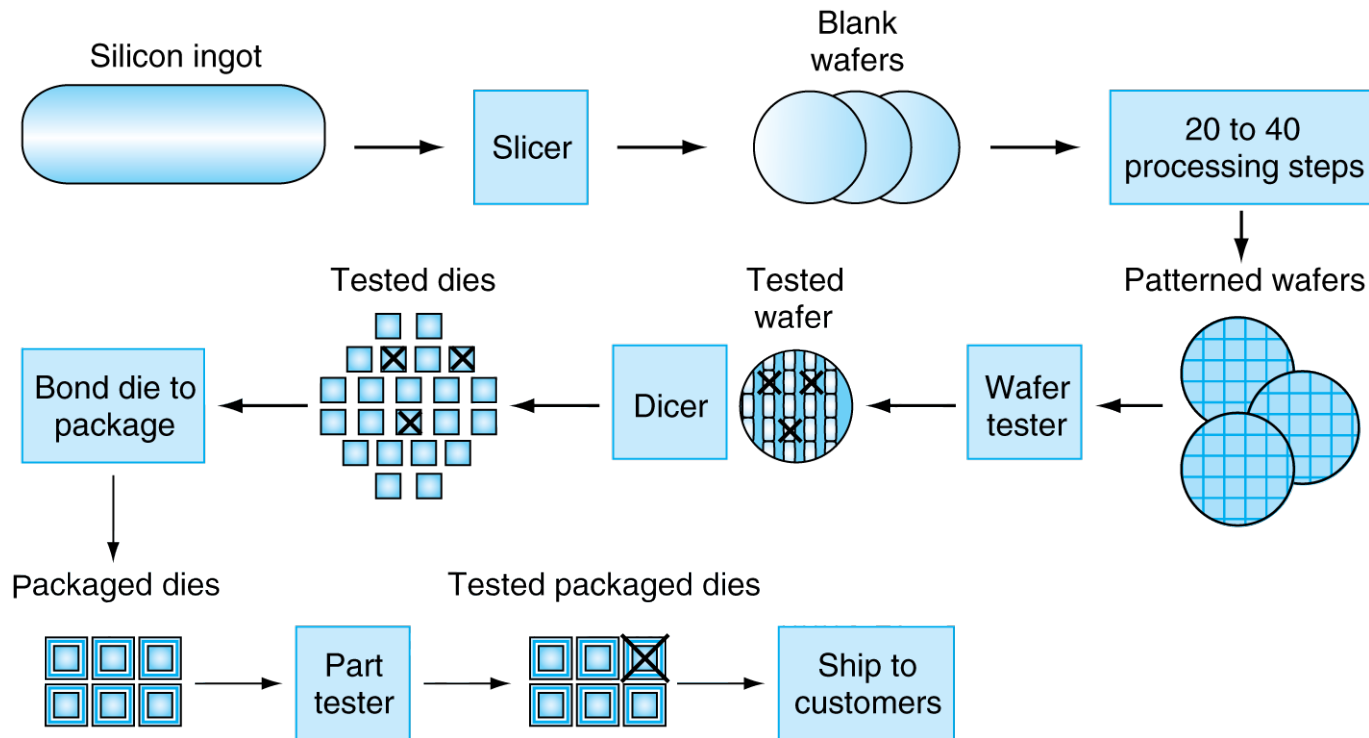 Silicon ingot
Slicer
Blank
wafers
20 to 40
processing steps
Patterned wafers
Wafer
tester
Tested
wafer
Dicer
Tested dies
Bond die to
package
Packaged dies
Part
tester
Tested packaged dies
Ship to
customers